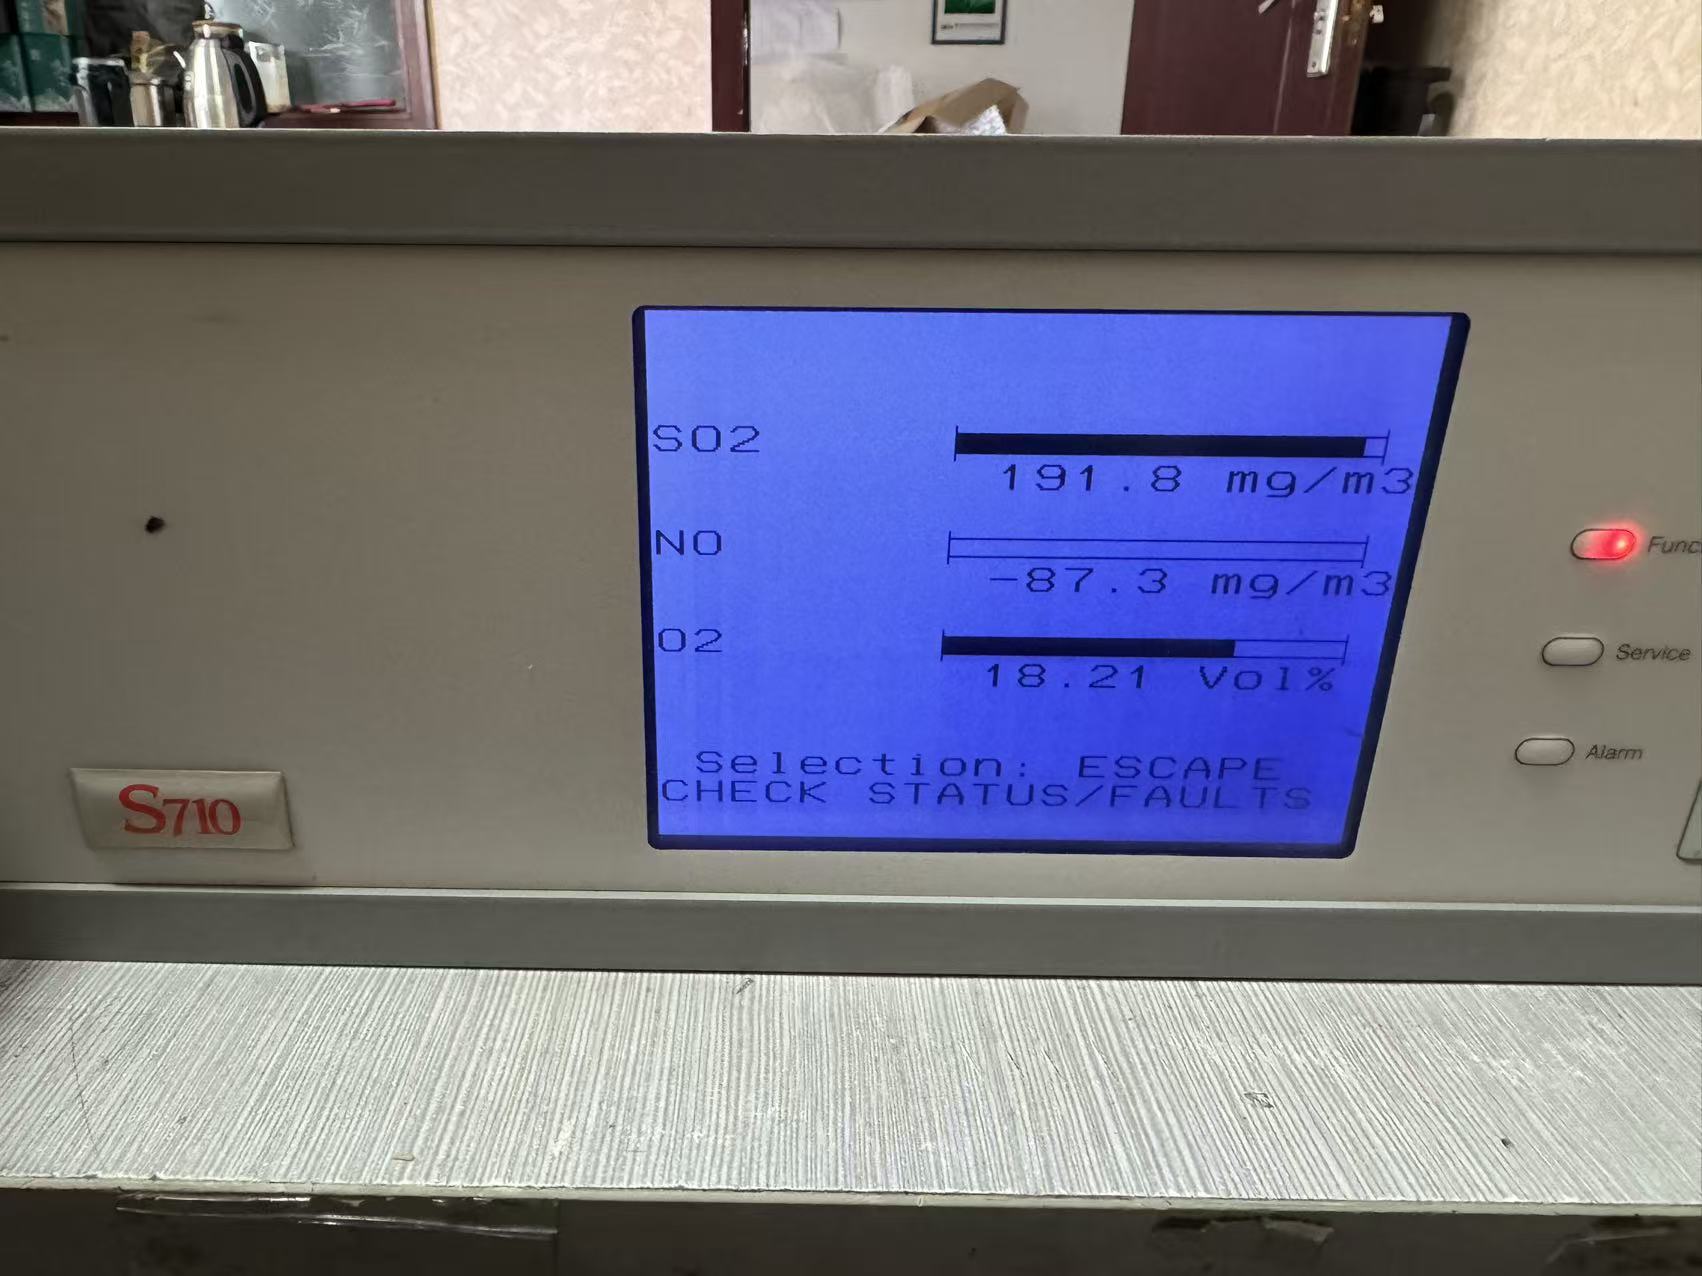 SO2
191.8 mg/m3
NO
-87.3 mg/m3
O2
18.21 Vol%
Selection: ESCAPE
CHECK STATUS/FAULTS
Func
Service
Alarm
S710